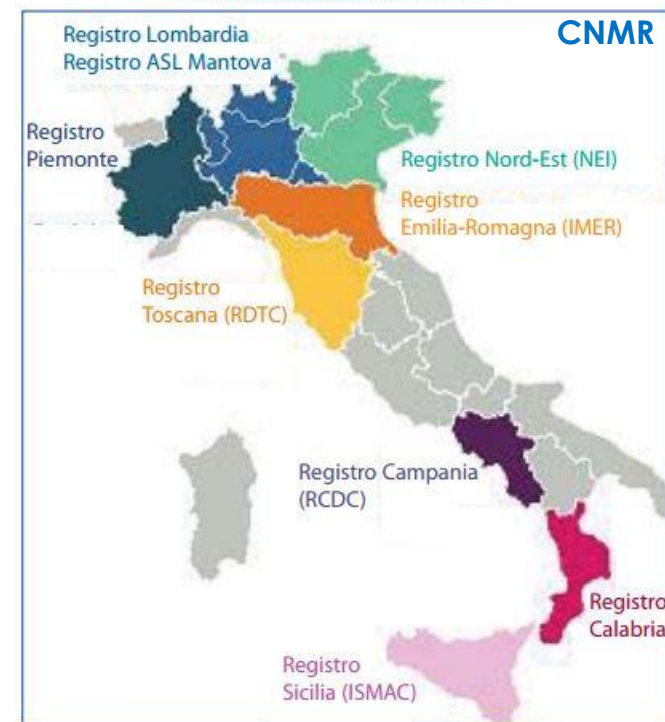 CNMR
Registro Lombardia
Registro ASL Mantova
Registro
Piemonte
Registro Nord-Est (NEI)
Registro
Emilia-Romagna (IMER)
Registro
Toscana (RDTC)
Registro Campania
(RCDC)
Registro
Calabria
Registro
Sicilia (ISMAC)